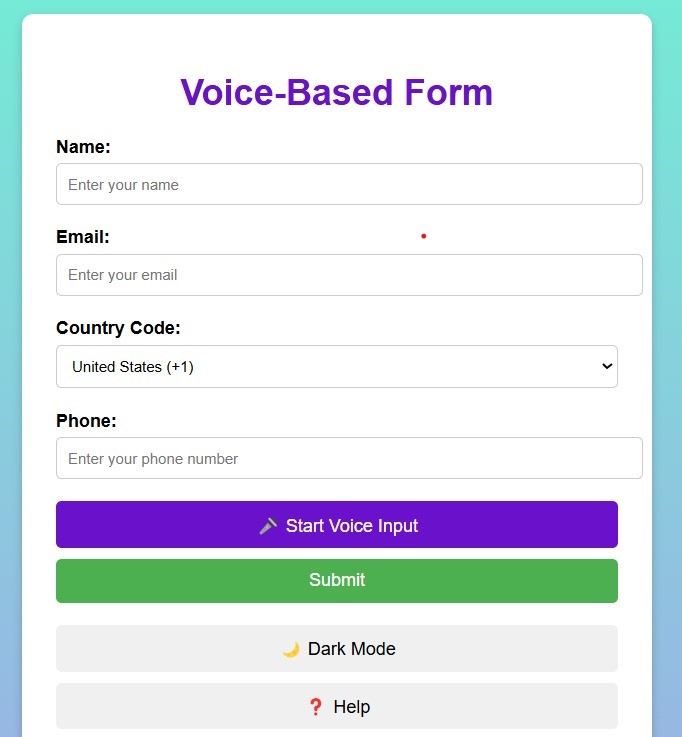 Voice-Based Form
Name:
Enter your name
Email:
Enter your email
Country Code:
United States (+1)
Phone:
Enter your phone number
🎤 Start Voice Input
Submit
🌙 Dark Mode
❓ Help